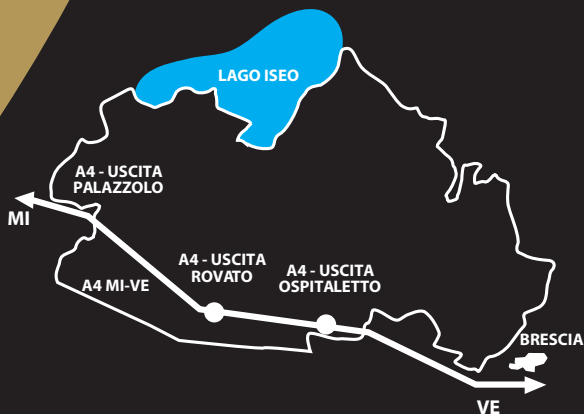 LAGO ISEO
A4 - USCITA
PALAZZOLO
MI
A4 - USCITA
ROVATO
A4 - USCITA
OSPITALETTO
A4 MI-VE
BRESCIA
VE